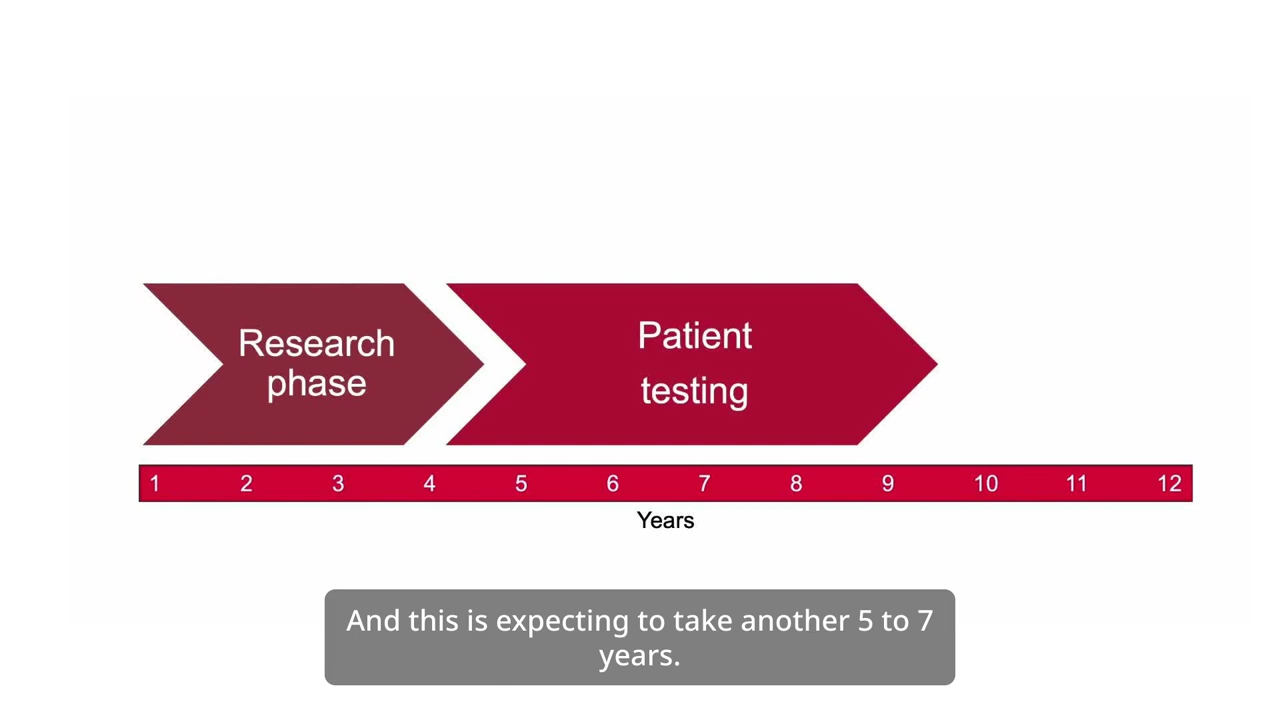 Research
phase
Patient
testing
1 2 3 4 5 6 7 8 9 10 11 12
Years
And this is expecting to take another 5 to 7
years.